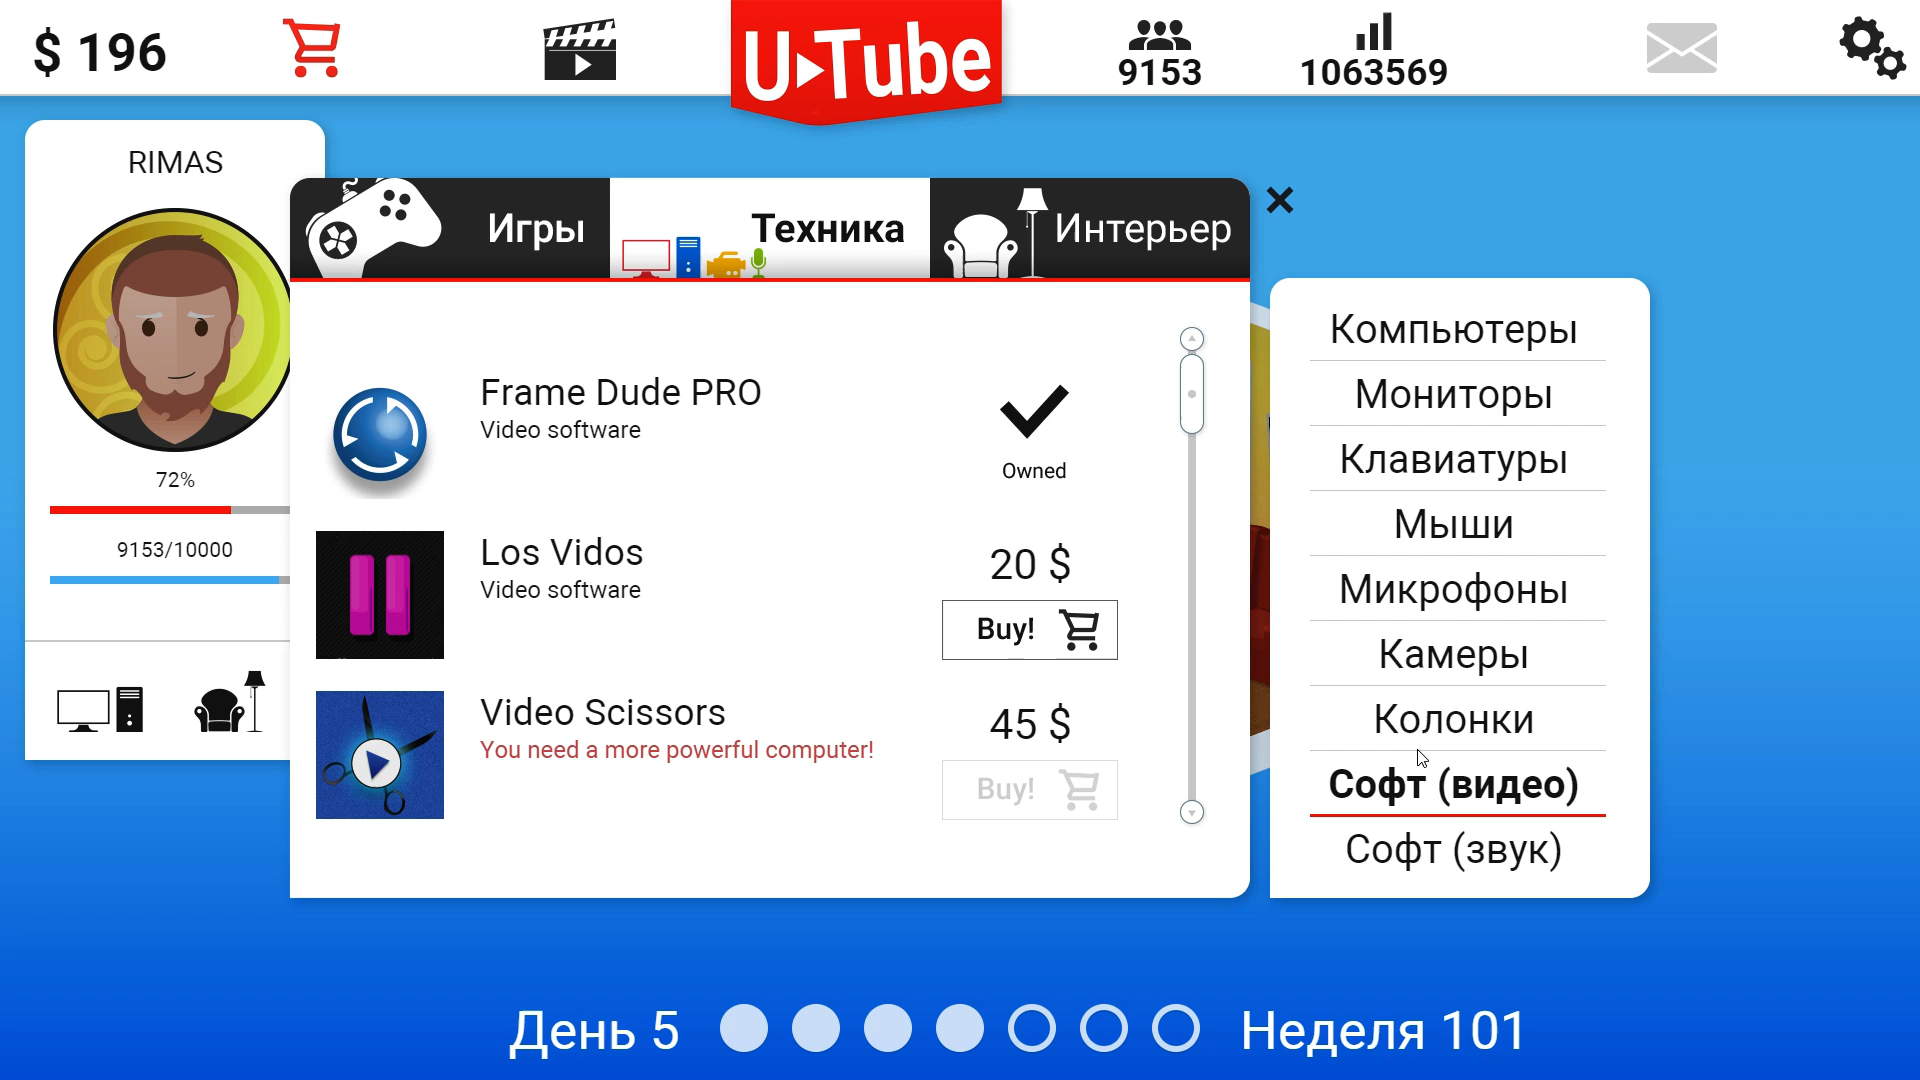 $ 196
U Tube
9153
1063569
RIMAS
72%
9153/10000
Игры
Техника
Интерьер
Frame Dude PRO
Video software
Owned
Los Vidos
Video software
20 $
Buy!
Video Scissors
You need a more powerful computer!
45 $
Buy!
Компьютеры
Мониторы
Клавиатуры
Мыши
Микрофоны
Камеры
Колонки
Софт (видео)
Софт (звук)
День 5
Неделя 101